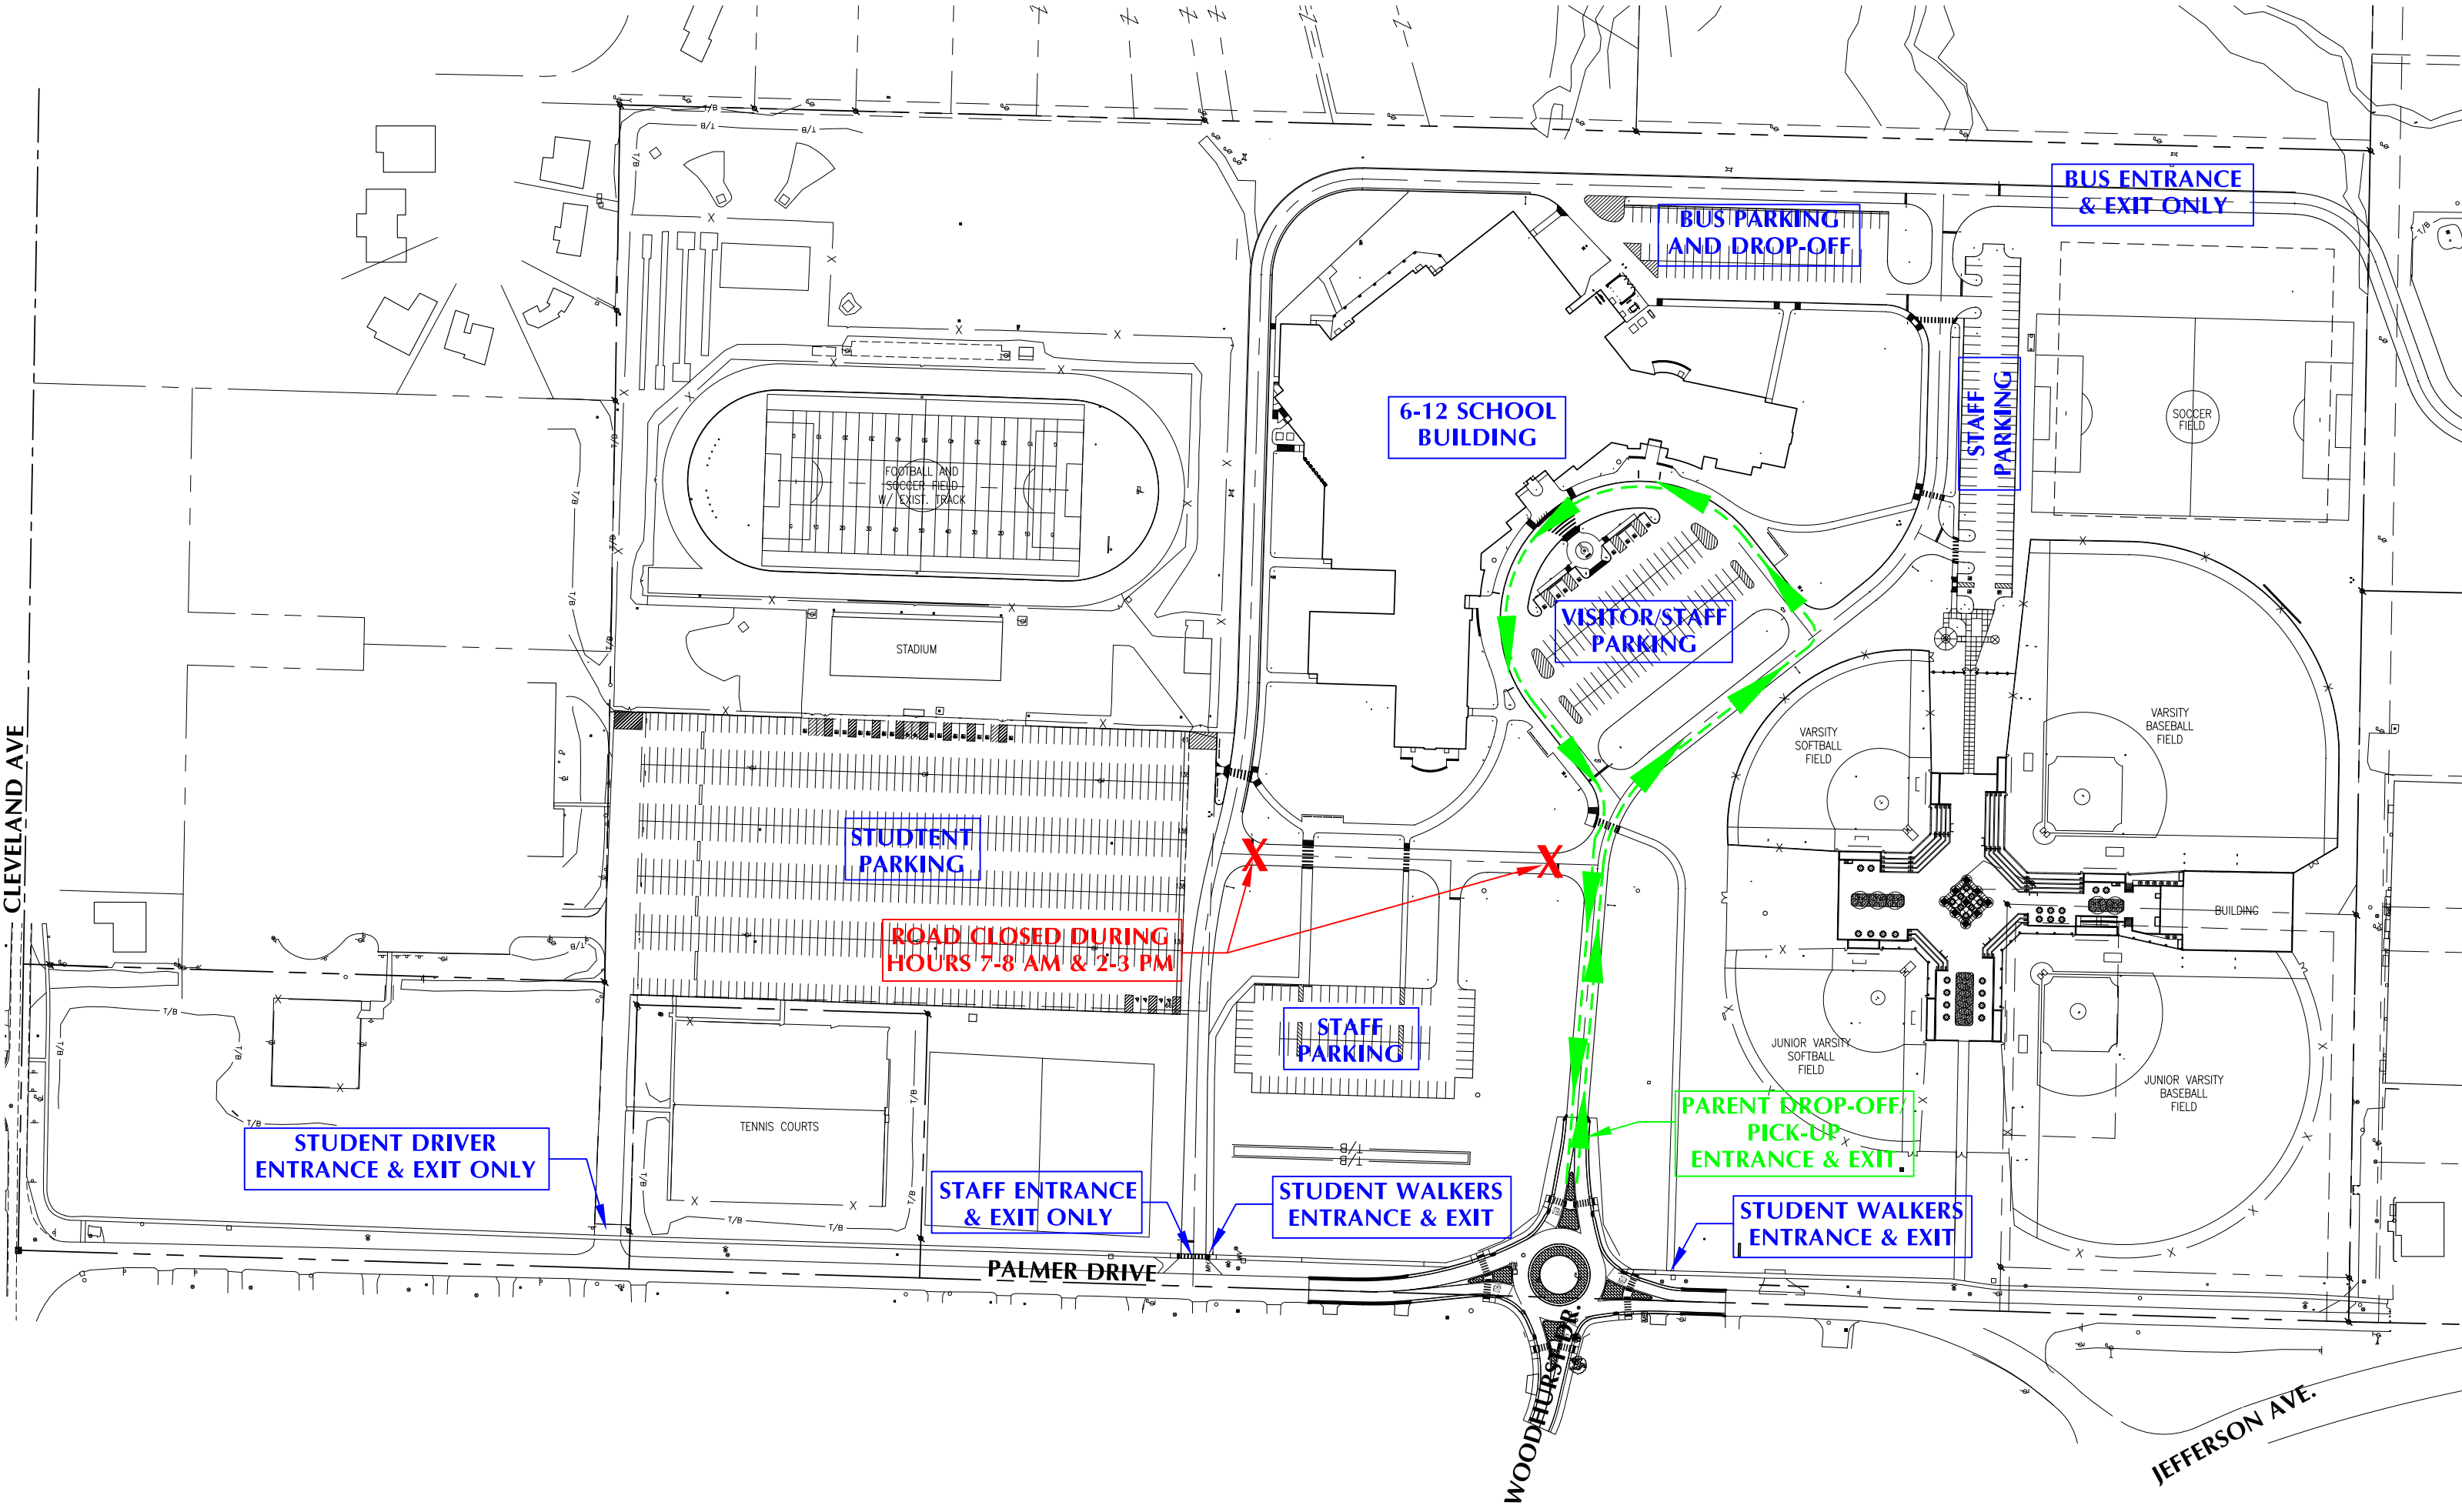 BUS ENTRANCE
& EXIT ONLY
BUS PARKING
AND DROP-OFF
STAFF
PARKING
6-12 SCHOOL
BUILDING
SOCCER
FIELD
FOOTBALL AND
SOCCER FIELD
W/ EXIST. TRACK
STADIUM
VISITOR/STAFF
PARKING
VARSITY
SOFTBALL
FIELD
VARSITY
BASEBALL
FIELD
CLEVELAND AVE
STUDTENT
PARKING
ROAD CLOSED DURING
HOURS 7-8 AM & 2-3 PM
X
X
BUILDING
STAFF
PARKING
JUNIOR VARSITY
SOFTBALL
FIELD
JUNIOR VARSITY
BASEBALL
FIELD
TENNIS COURTS
PARENT DROP-OFF/
PICK-UP
ENTRANCE & EXIT
STUDENT DRIVER
ENTRANCE & EXIT ONLY
STAFF ENTRANCE
& EXIT ONLY
STUDENT WALKERS
ENTRANCE & EXIT
STUDENT WALKERS
ENTRANCE & EXIT
PALMER DRIVE
WOODHURST DR.
JEFFERSON AVE.